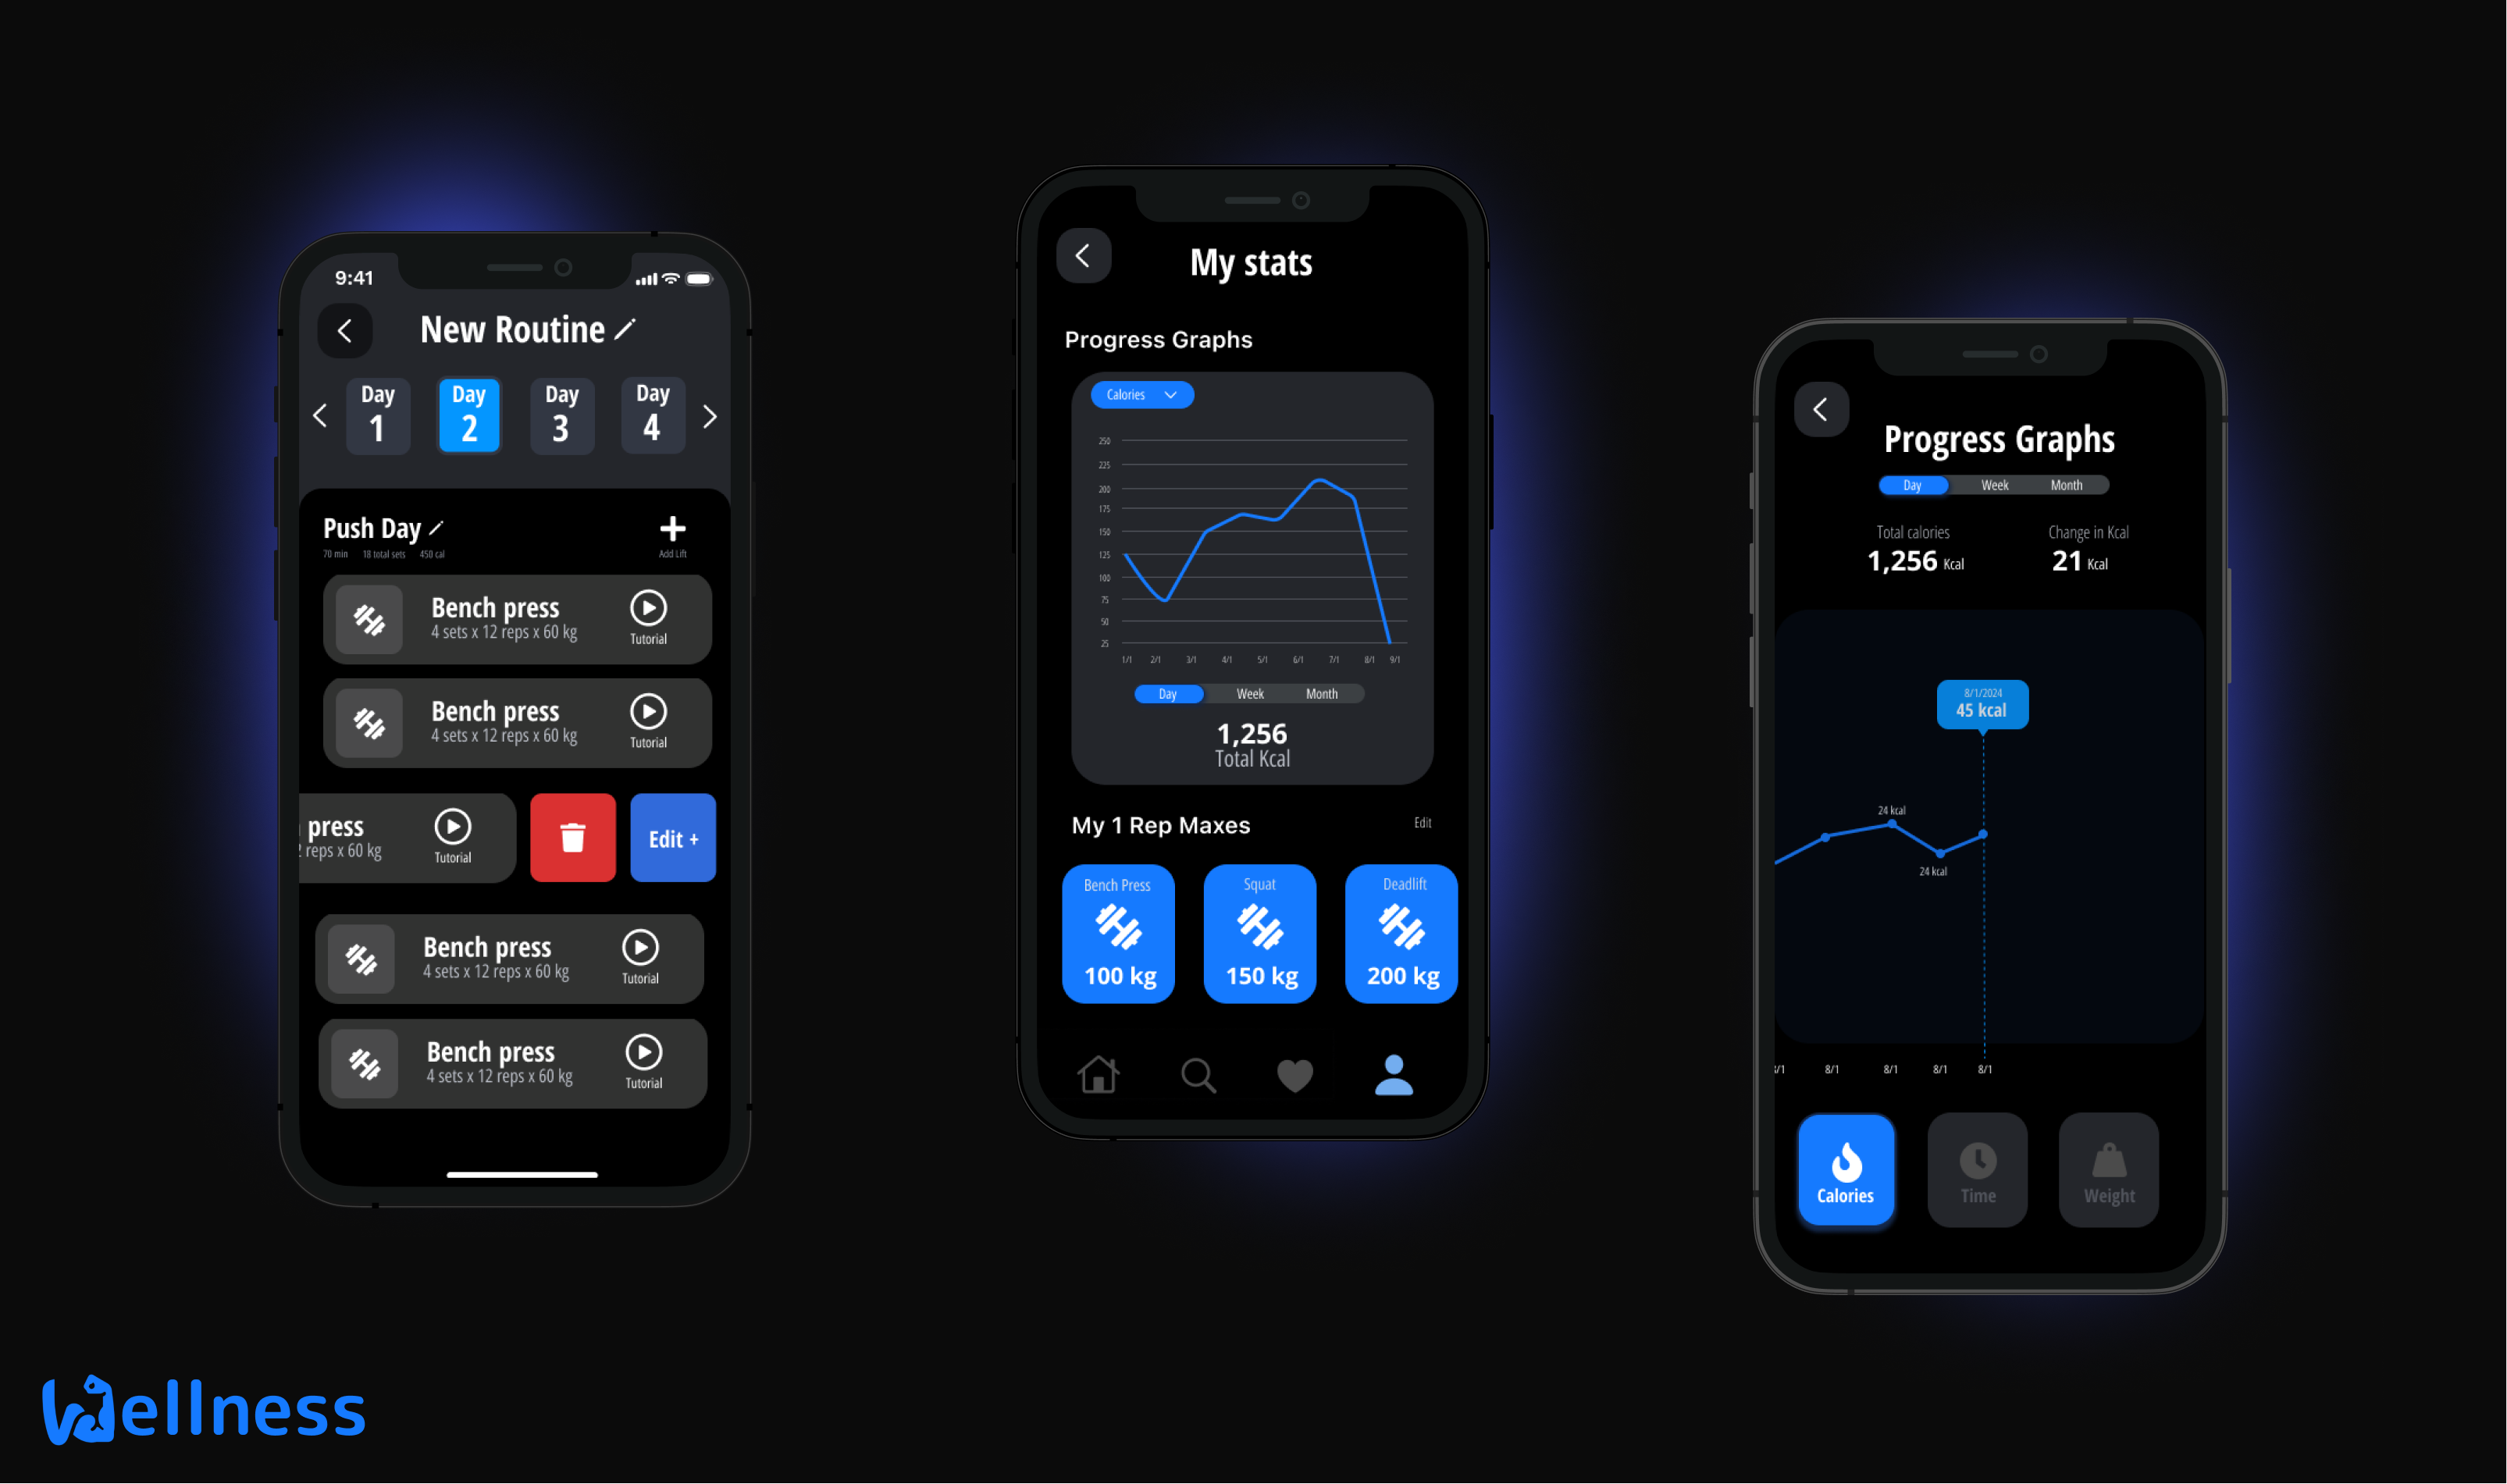 9:41
New Routine
Day Day Day Day
1 2 3 4
Push Day
70 min 18 total sets 450 cal
Add Lift
Bench press
4 sets x 12 reps x 60 kg
Tutorial
Bench press
4 sets x 12 reps x 60 kg
Tutorial
press
reps x 60 kg
Tutorial
Edit +
Bench press
4 sets x 12 reps x 60 kg
Tutorial
Bench press
4 sets x 12 reps x 60 kg
Tutorial
My stats
Progress Graphs
Calories
250
225
200
175
150
125
100
75
50
25
1/1 2/1 3/1 4/1 5/1 6/1 7/1 8/1 9/1
Day Week Month
1,256
Total Kcal
My 1 Rep Maxes Edit
Bench Press Squat Deadlift
100 kg 150 kg 200 kg
Progress Graphs
Day Week Month
Total calories Change in Kcal
1,256 Kcal 21 Kcal
8/1/2024
45 kcal
24 kcal
24 kcal
/1 8/1 8/1 8/1 8/1
Calories Time Weight
Wellness